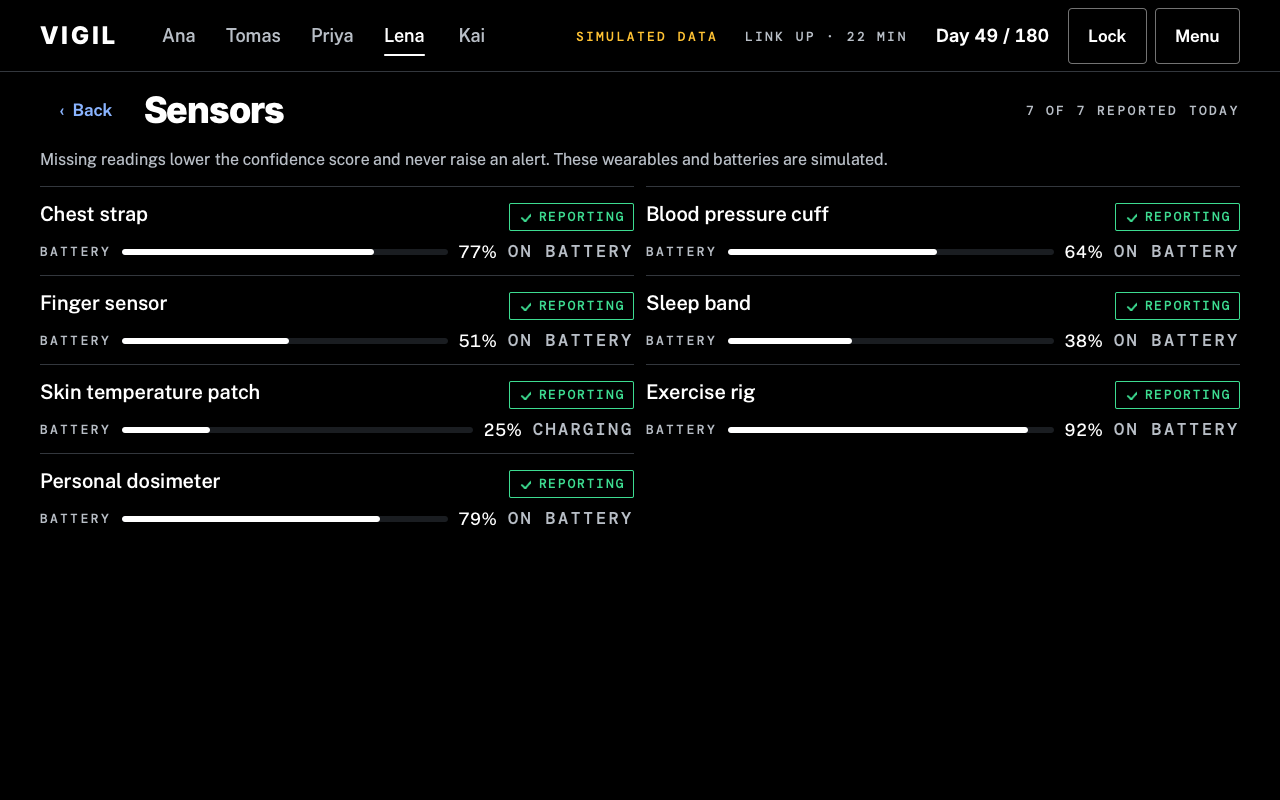 VIGIL Ana Tomas Priya Lena Kai SIMULATED DATA LINK UP · 22 MIN Day 49 / 180 Lock Menu
‹ Back Sensors 7 OF 7 REPORTED TODAY
Missing readings lower the confidence score and never raise an alert. These wearables and batteries are simulated.
Chest strap ✓ REPORTING
BATTERY 77% ON BATTERY
Blood pressure cuff ✓ REPORTING
BATTERY 64% ON BATTERY
Finger sensor ✓ REPORTING
BATTERY 51% ON BATTERY
Sleep band ✓ REPORTING
BATTERY 38% ON BATTERY
Skin temperature patch ✓ REPORTING
BATTERY 25% CHARGING
Exercise rig ✓ REPORTING
BATTERY 92% ON BATTERY
Personal dosimeter ✓ REPORTING
BATTERY 79% ON BATTERY